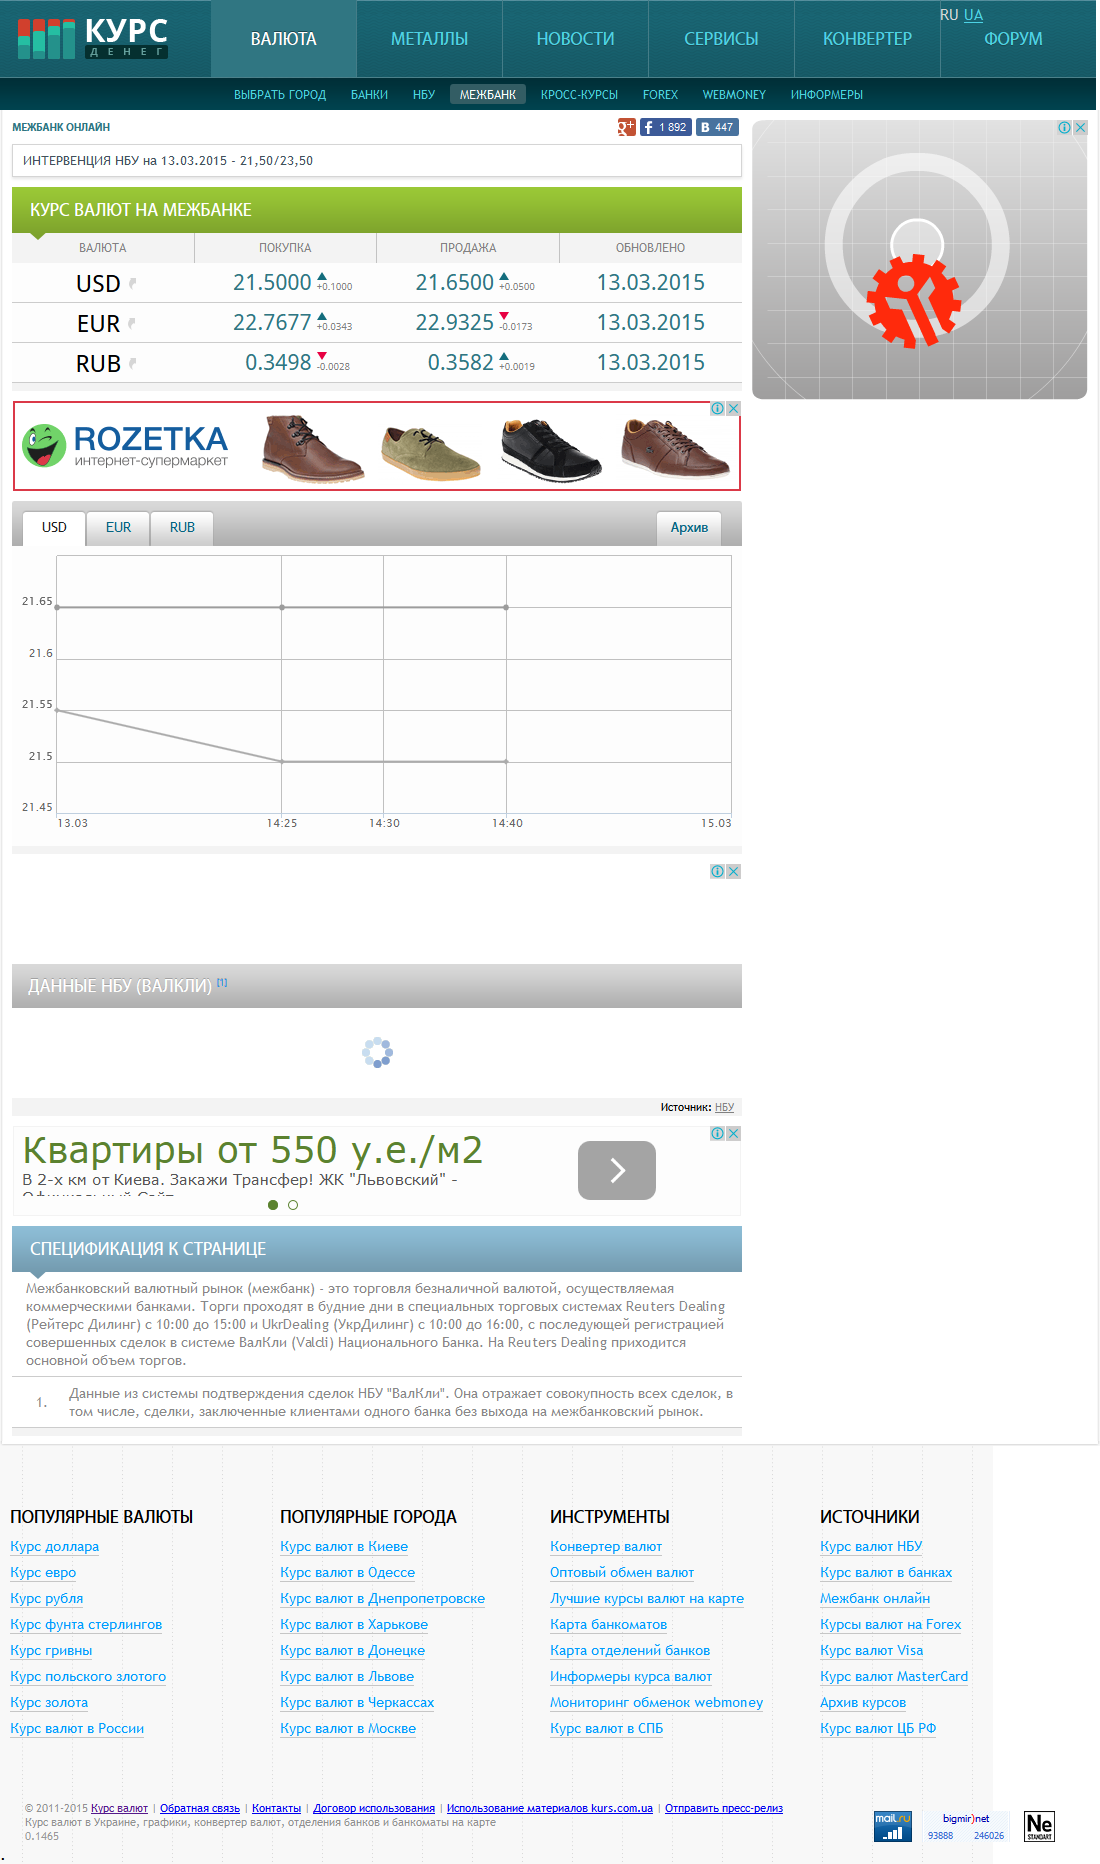 КУРС
ДЕНЕГ
ВАЛЮТА
МЕТАЛЛЫ
НОВОСТИ
СЕРВИСЫ
КОНВЕРТЕР
ФОРУМ
RU UA
ВЫБРАТЬ ГОРОД БАНКИ НБУ МЕЖБАНК КРОСС-КУРСЫ FOREX WEBMONEY ИНФОРМЕРЫ
МЕЖБАНК ОНЛАЙН
g+ f 1 892 B 447
ИНТЕРВЕНЦИЯ НБУ на 13.03.2015 - 21,50/23,50
КУРС ВАЛЮТ НА МЕЖБАНКЕ
ВАЛЮТА ПОКУПКА ПРОДАЖА ОБНОВЛЕНО
USD 21.5000 +0.1000 21.6500 +0.0500 13.03.2015
EUR 22.7677 +0.0343 22.9325 -0.0173 13.03.2015
RUB 0.3498 -0.0028 0.3582 +0.0019 13.03.2015
ROZETKA
интернет-супермаркет
USD EUR RUB Архив
21.65
21.6
21.55
21.5
21.45
13.03 14:25 14:30 14:40 15.03
ДАННЫЕ НБУ (ВАЛКЛИ) [1]
Источник: НБУ
Квартиры от 550 у.е./м2
В 2-х км от Киева. Закажи Трансфер! ЖК "Львовский" -
Официальный Сайт
СПЕЦИФИКАЦИЯ К СТРАНИЦЕ
Межбанковский валютный рынок (межбанк) - это торговля безналичной валютой, осуществляемая
коммерческими банками. Торги проходят в будние дни в специальных торговых системах Reuters Dealing
(Рейтерс Дилинг) с 10:00 до 15:00 и UkrDealing (УкрДилинг) с 10:00 до 16:00, с последующей регистрацией
совершенных сделок в системе ВалКли (Valcli) Национального Банка. На Reuters Dealing приходится
основной объем торгов.
1. Данные из системы подтверждения сделок НБУ "ВалКли". Она отражает совокупность всех сделок, в
том числе, сделки, заключенные клиентами одного банка без выхода на межбанковский рынок.
ПОПУЛЯРНЫЕ ВАЛЮТЫ
Курс доллара
Курс евро
Курс рубля
Курс фунта стерлингов
Курс гривны
Курс польского злотого
Курс золота
Курс валют в России
ПОПУЛЯРНЫЕ ГОРОДА
Курс валют в Киеве
Курс валют в Одессе
Курс валют в Днепропетровске
Курс валют в Харькове
Курс валют в Донецке
Курс валют в Львове
Курс валют в Черкассах
Курс валют в Москве
ИНСТРУМЕНТЫ
Конвертер валют
Оптовый обмен валют
Лучшие курсы валют на карте
Карта банкоматов
Карта отделений банков
Информеры курса валют
Мониторинг обменок webmoney
Курс валют в СПБ
ИСТОЧНИКИ
Курс валют НБУ
Курс валют в банках
Межбанк онлайн
Курсы валют на Forex
Курс валют Visa
Курс валют MasterCard
Архив курсов
Курс валют ЦБ РФ
© 2011-2015 Курс валют | Обратная связь | Контакты | Договор использования | Использование материалов kurs.com.ua | Отправить пресс-релиз
Курс валют в Украине, графики, конвертер валют, отделения банков и банкоматы на карте
0.1465
mail.ru
bigmir)net
93888 246026
Ne
STANDART
.